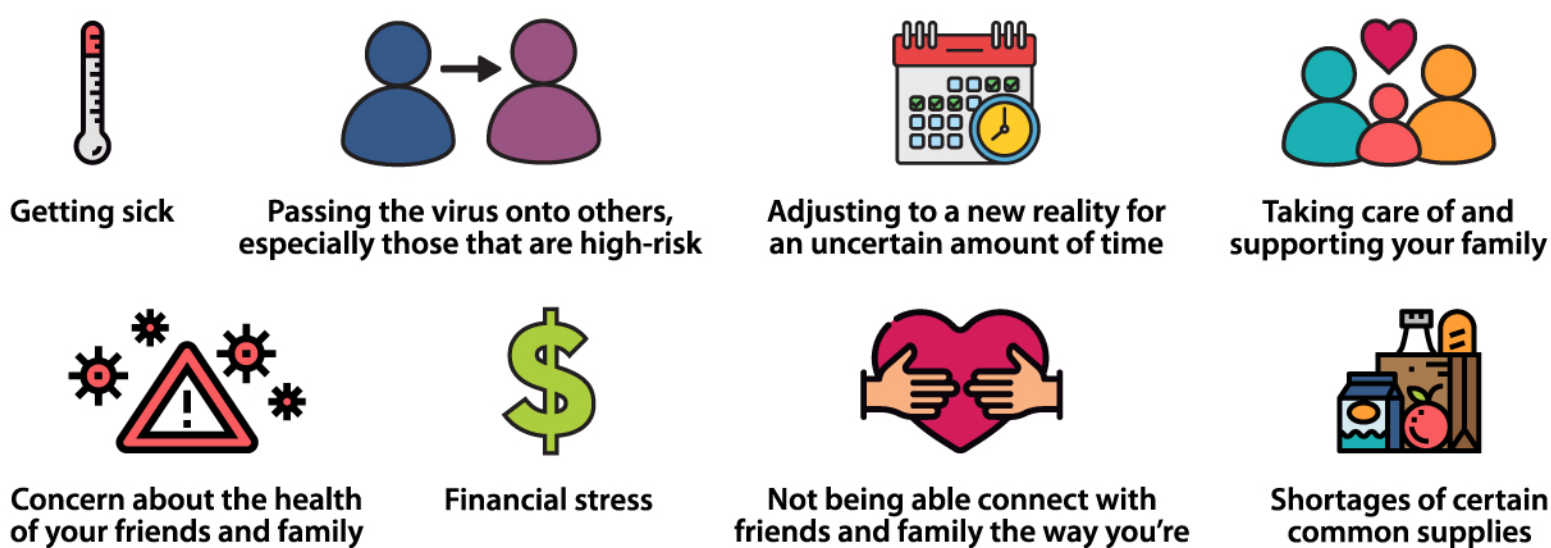 Getting sick
Passing the virus onto others,
especially those that are high-risk
Adjusting to a new reality for
an uncertain amount of time
Taking care of and
supporting your family
Concern about the health
of your friends and family
Financial stress
Not being able connect with
friends and family the way you're
Shortages of certain
common supplies